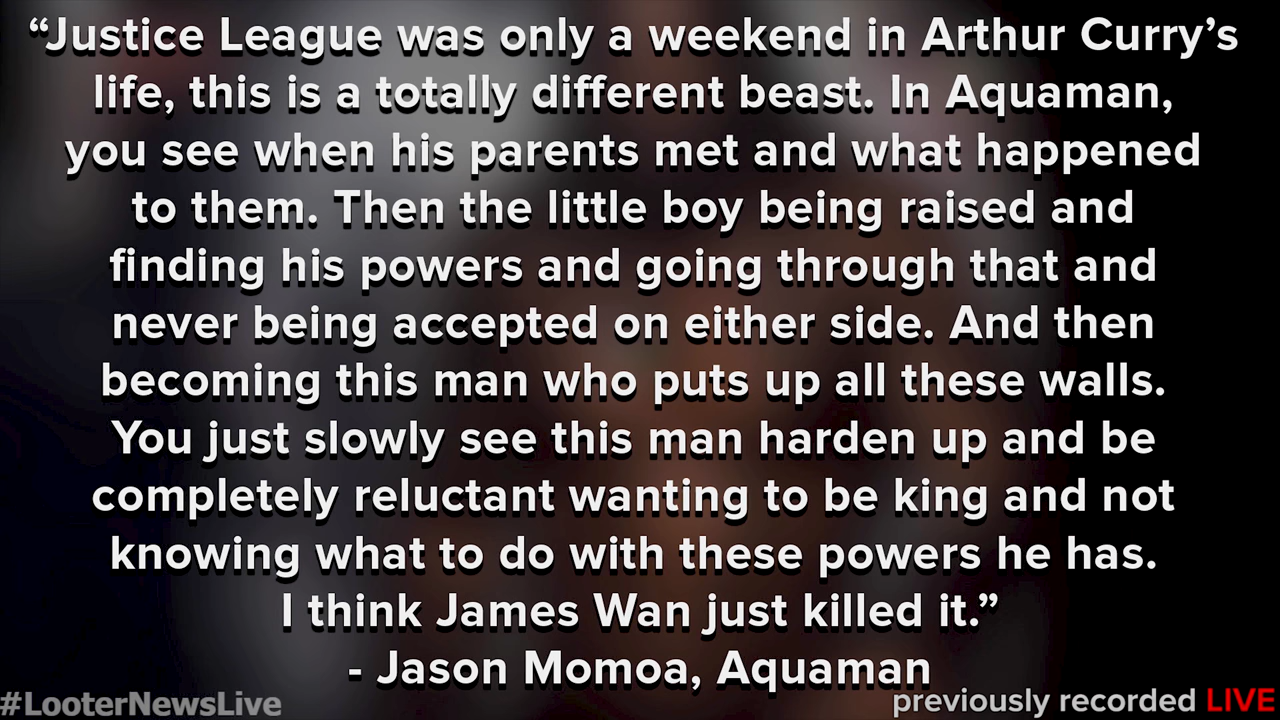 “Justice League was only a weekend in Arthur Curry’s
life, this is a totally different beast. In Aquaman,
you see when his parents met and what happened
to them. Then the little boy being raised and
finding his powers and going through that and
never being accepted on either side. And then
becoming this man who puts up all these walls.
You just slowly see this man harden up and be
completely reluctant wanting to be king and not
knowing what to do with these powers he has.
I think James Wan just killed it.”
- Jason Momoa, Aquaman
#LooterNewsLive
previously recorded LIVE